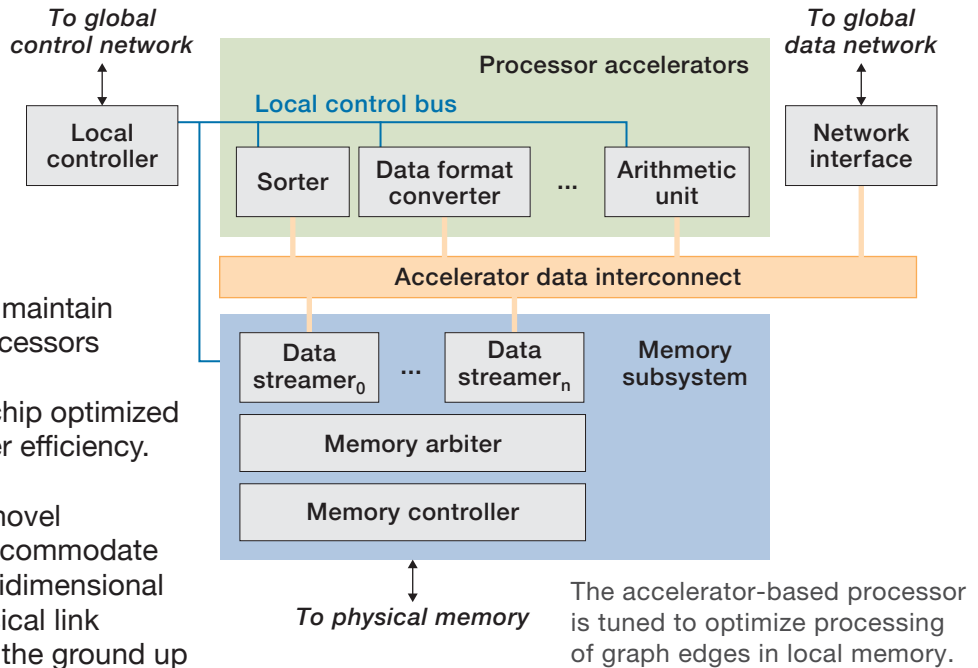 To global
control network
To global
data network
Processor accelerators
Local control bus
Local
controller
Network
interface
Sorter
Data format
converter
...
Arithmetic
unit
Accelerator data interconnect
maintain
cessors
chip optimized
er efficiency.
novel
ccommodate
idimensional
ical link
the ground up
Data
streamer0
...
Data
streamern
Memory
subsystem
Memory arbiter
Memory controller
To physical memory
The accelerator-based processor
is tuned to optimize processing
of graph edges in local memory.